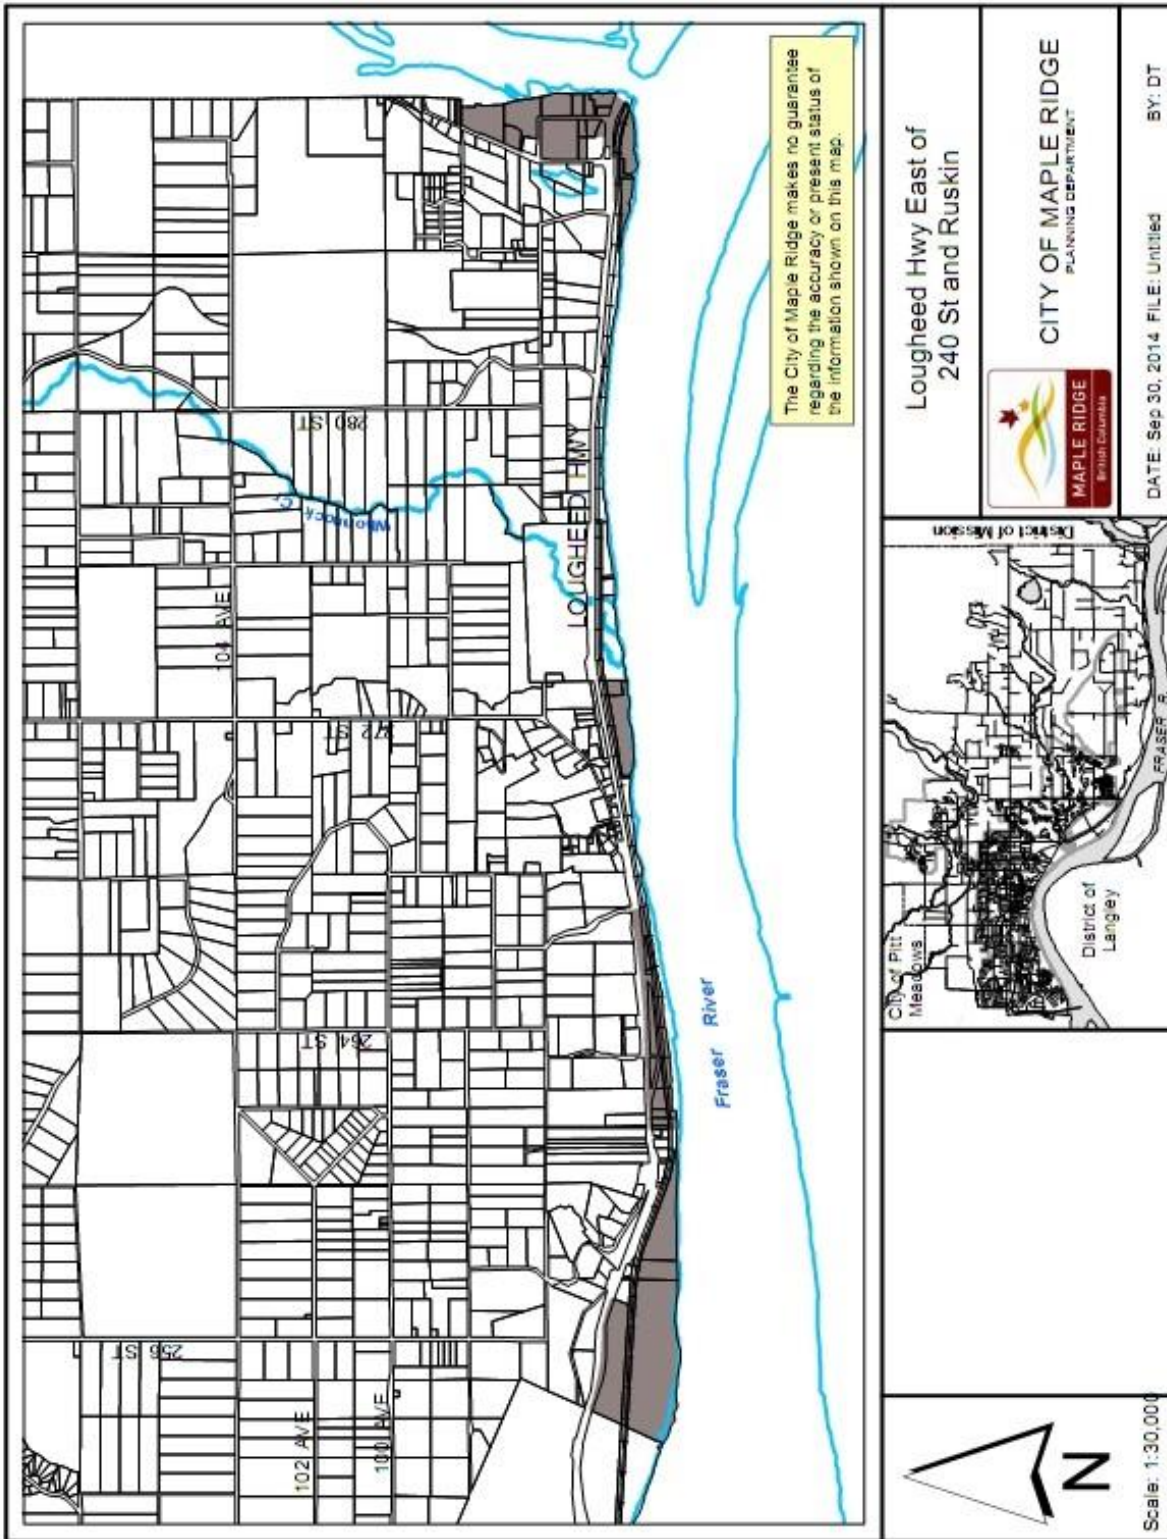 280 ST
Whonnock Cr
LOUGHEED HWY
104 AVE
272 ST
264 ST
256 ST
102 AVE
100 AVE
Fraser River
The City of Maple Ridge makes no guarantee
regarding the accuracy or present status of
the information shown on this map.
N
Scale: 1:30,000
City of Pitt
Meadows
District of
Langley
District of Mission
FRASER R.
Lougheed Hwy East of
240 St and Ruskin
MAPLE RIDGE
British Columbia
CITY OF MAPLE RIDGE
PLANNING DEPARTMENT
DATE: Sep 30, 2014 FILE: Untitled BY: DT